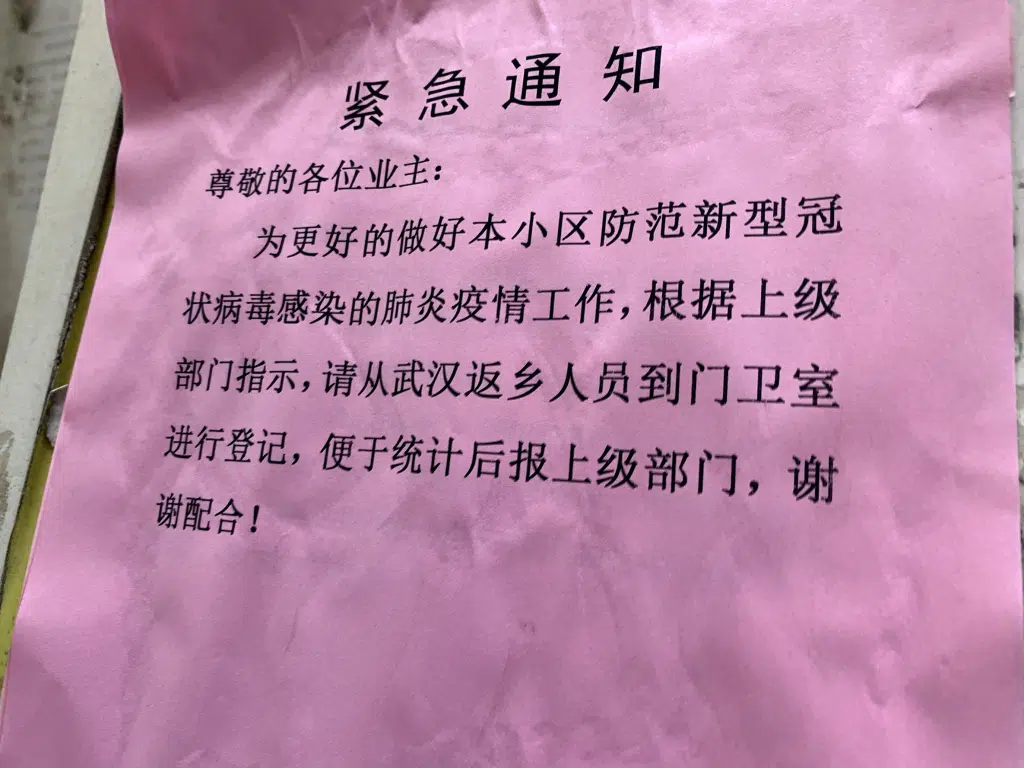 紧急通知
尊敬的各位业主：
为更好的做好本小区防范新型冠
状病毒感染的肺炎疫情工作，根据上级
部门指示，请从武汉返乡人员到门卫室
进行登记，便于统计后报上级部门，谢
谢配合！